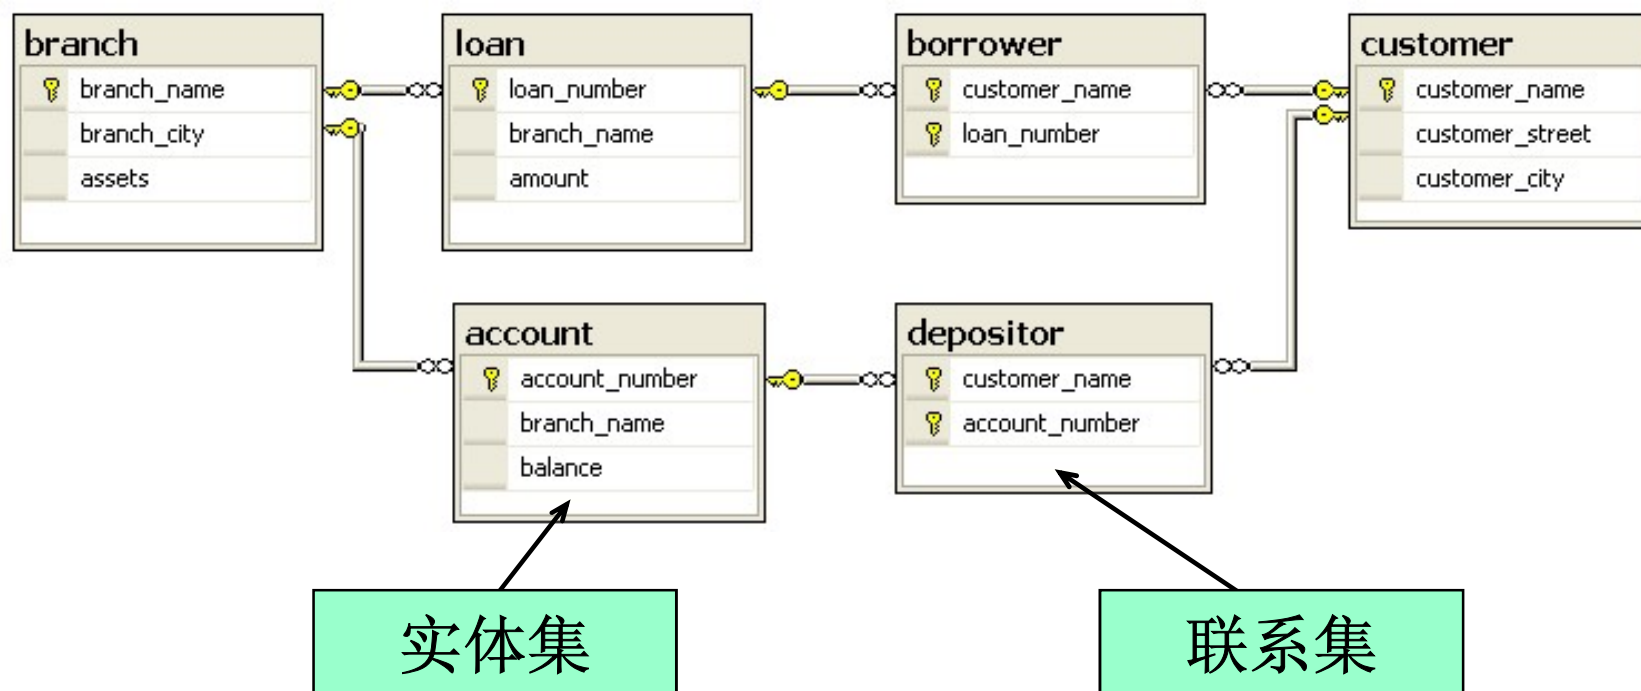 branch
branch_name
branch_city
assets
loan
loan_number
branch_name
amount
borrower
customer_name
loan_number
customer
customer_name
customer_street
customer_city
account
account_number
branch_name
balance
depositor
customer_name
account_number
实体集
联系集